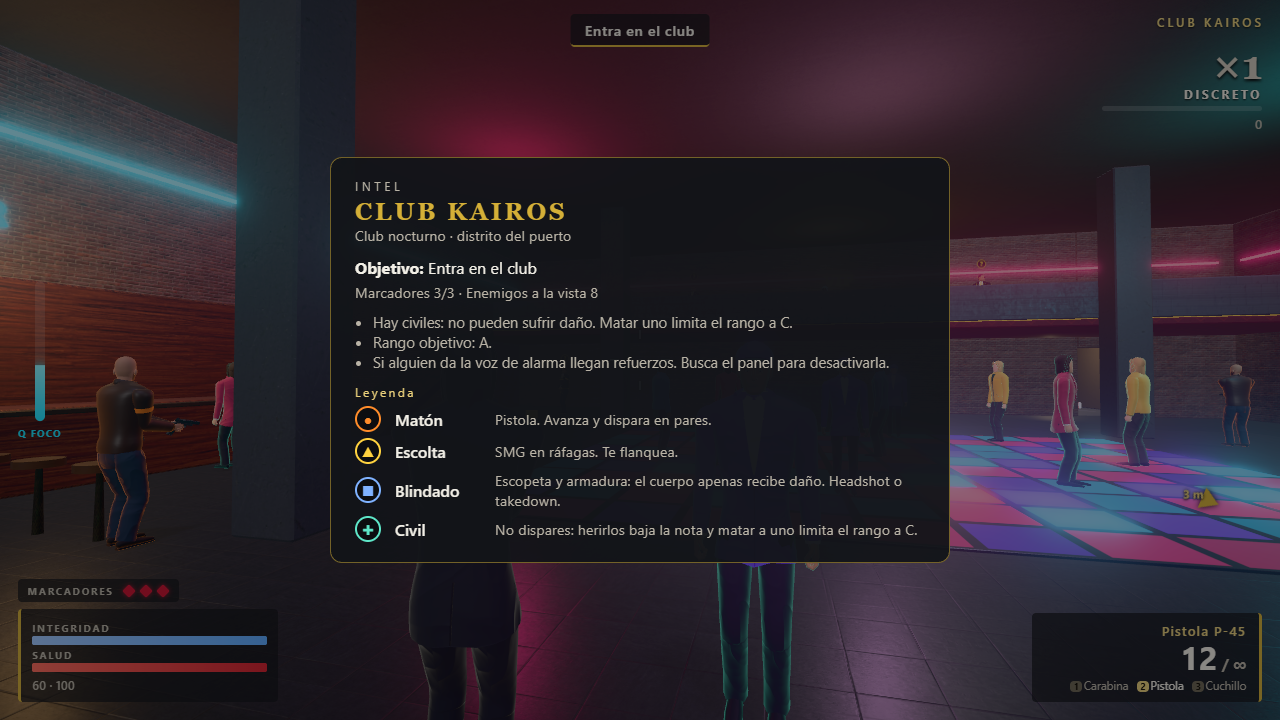 Entra en el club
CLUB KAIROS
×1
DISCRETO
0
INTEL
CLUB KAIROS
Club nocturno · distrito del puerto
Objetivo: Entra en el club
Marcadores 3/3 · Enemigos a la vista 8
• Hay civiles: no pueden sufrir daño. Matar uno limita el rango a C.
• Rango objetivo: A.
• Si alguien da la voz de alarma llegan refuerzos. Busca el panel para desactivarla.
Leyenda
Matón Pistola. Avanza y dispara en pares.
Escolta SMG en ráfagas. Te flanquea.
Blindado Escopeta y armadura: el cuerpo apenas recibe daño. Headshot o
takedown.
Civil No dispares: herirlos baja la nota y matar a uno limita el rango a C.
Q FOCO
3 m
MARCADORES
INTEGRIDAD
SALUD
60 · 100
Pistola P-45
12 / ∞
1 Carabina 2 Pistola 3 Cuchillo